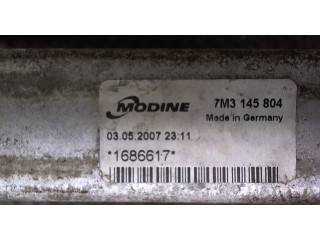 MODINE
7M3 145 804
Made in Germany
03.05.2007 23:11
*1686617*